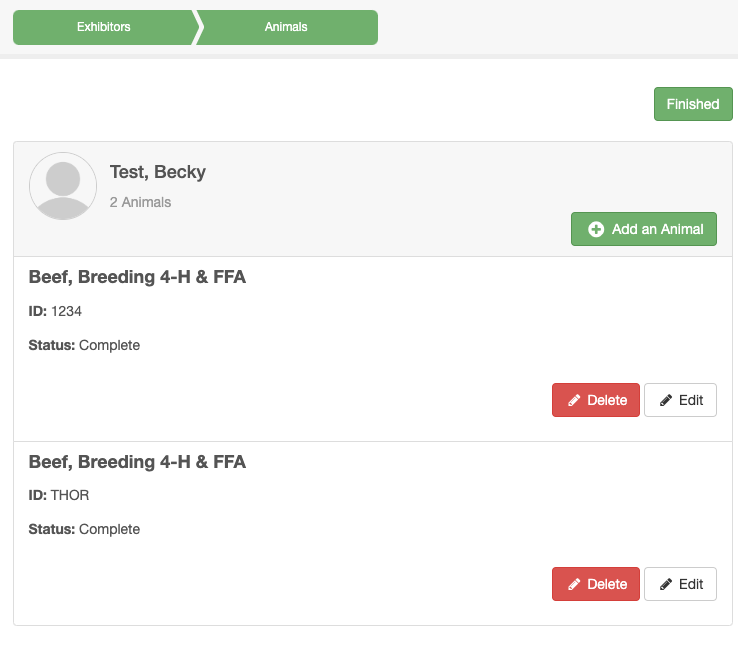 Exhibitors
Animals
Finished
Test, Becky
2 Animals
Add an Animal
Beef, Breeding 4-H & FFA
ID: 1234
Status: Complete
Delete
Edit
Beef, Breeding 4-H & FFA
ID: THOR
Status: Complete
Delete
Edit